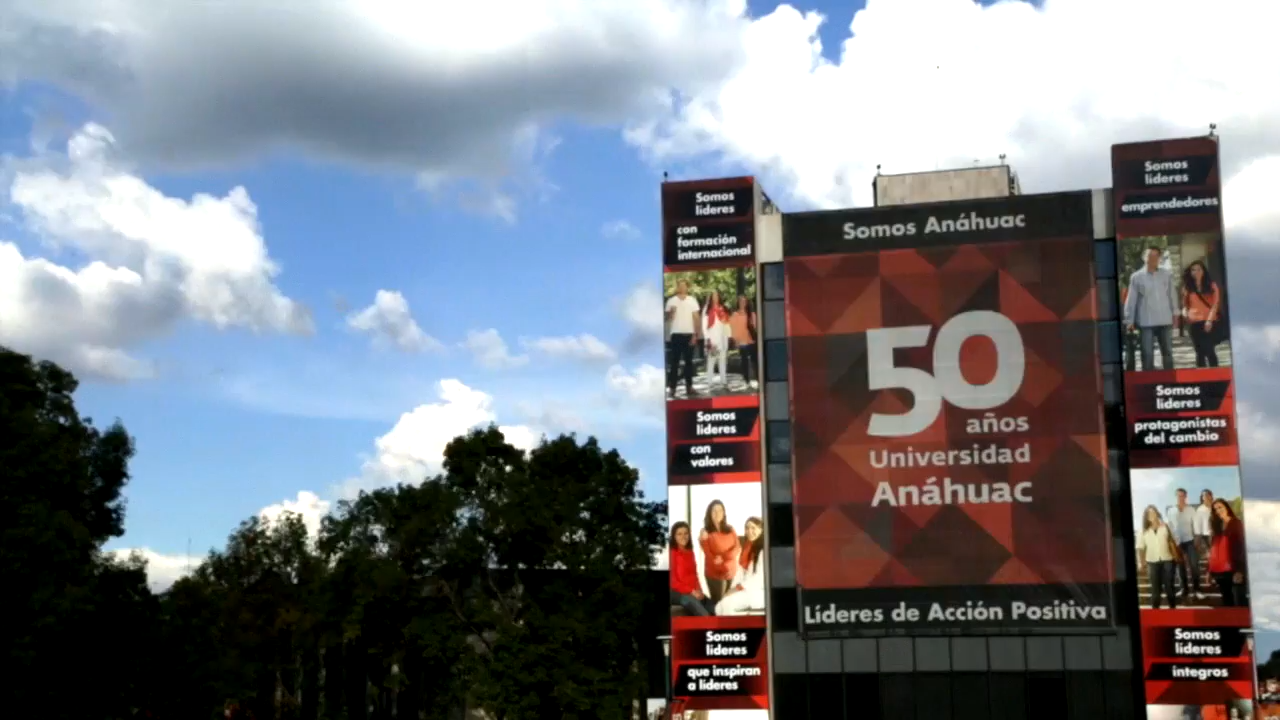 Somos
líderes
con
formación
internacional
Somos
líderes
con
valores
Somos
líderes
que inspiran
a líderes
Somos Anáhuac
50
años
Universidad
Anáhuac
Líderes de Acción Positiva
Somos
líderes
emprendedores
Somos
líderes
protagonistas
del cambio
Somos
líderes
integros